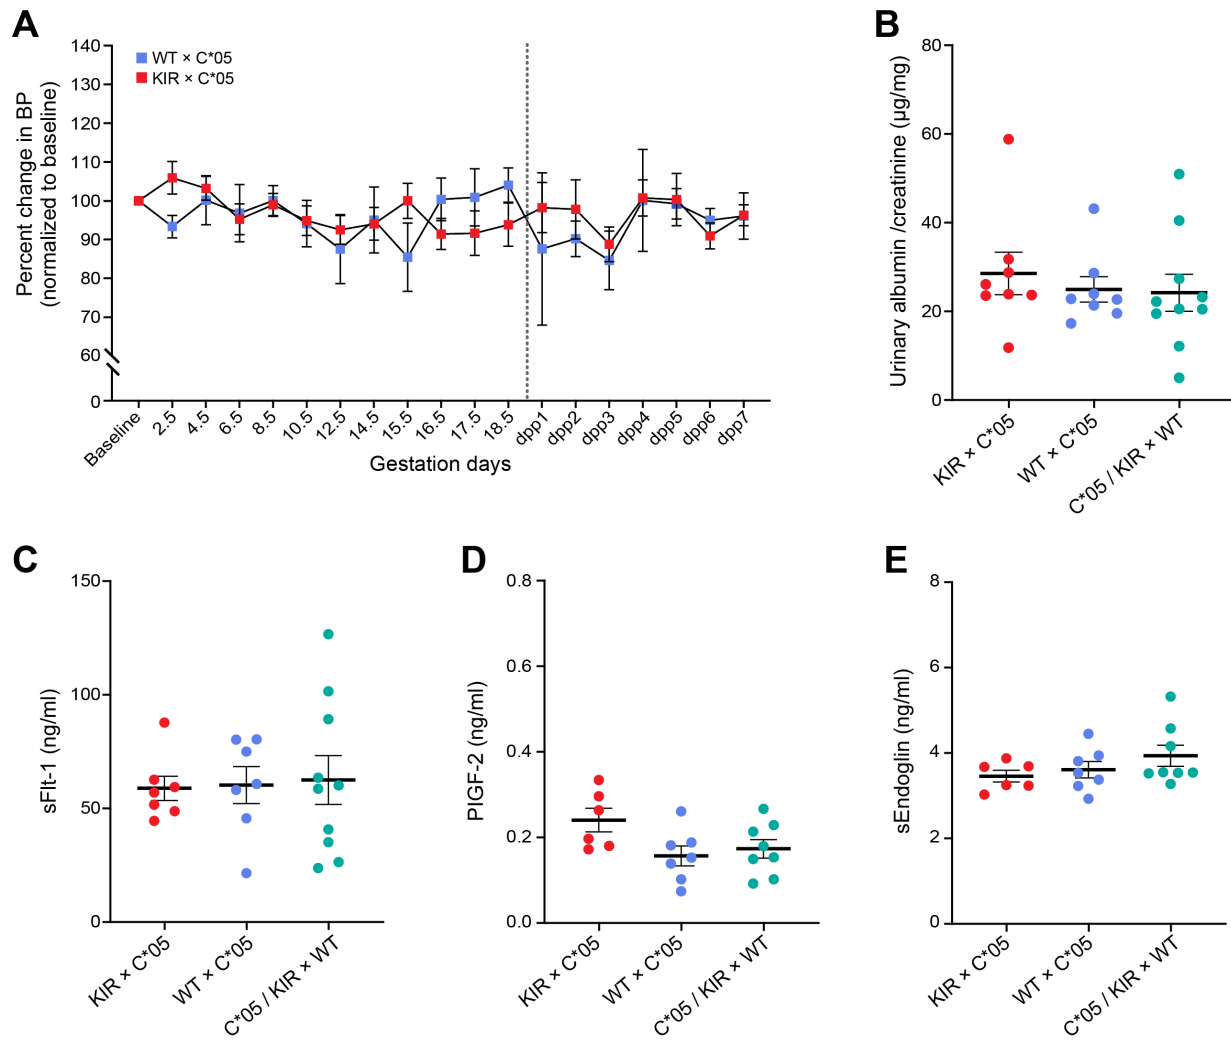 A
Percent change in BP
(normalized to baseline)
140
130
120
110
100
90
80
70
60
0
WT × C*05
KIR × C*05
Baseline
2.5
4.5
6.5
8.5
10.5
12.5
14.5
15.5
16.5
17.5
18.5
dpp1
dpp2
dpp3
dpp4
dpp5
dpp6
dpp7
Gestation days
B
Urinary albumin /creatinine (µg/mg)
80
60
40
20
0
KIR × C*05
WT × C*05
C*05 / KIR × WT
C
sFlt-1 (ng/ml)
150
100
50
0
KIR × C*05
WT × C*05
C*05 / KIR × WT
D
PlGF-2 (ng/ml)
0.8
0.6
0.4
0.2
0.0
KIR × C*05
WT × C*05
C*05 / KIR × WT
E
sEndoglin (ng/ml)
8
6
4
2
0
KIR × C*05
WT × C*05
C*05 / KIR × WT